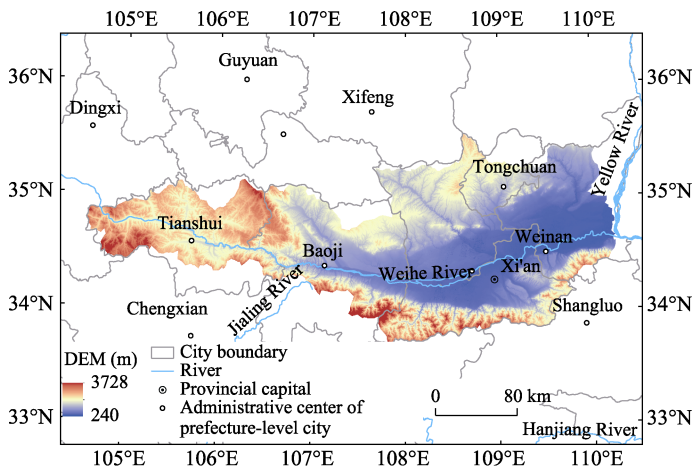 105°E 106°E 107°E 108°E 109°E 110°E
36°N
36°N
Guyuan
Xifeng
Dingxi
Yellow River
Tongchuan
35°N
35°N
Tianshui
Weinan
Baoji
Weihe River
Xi'an
Jialing River
34°N
34°N
Chengxian
Shangluo
DEM (m)
3728
240
City boundary
River
Provincial capital
Administrative center of
prefecture-level city
0 80 km
33°N
33°N
Hanjiang River
105°E 106°E 107°E 108°E 109°E 110°E